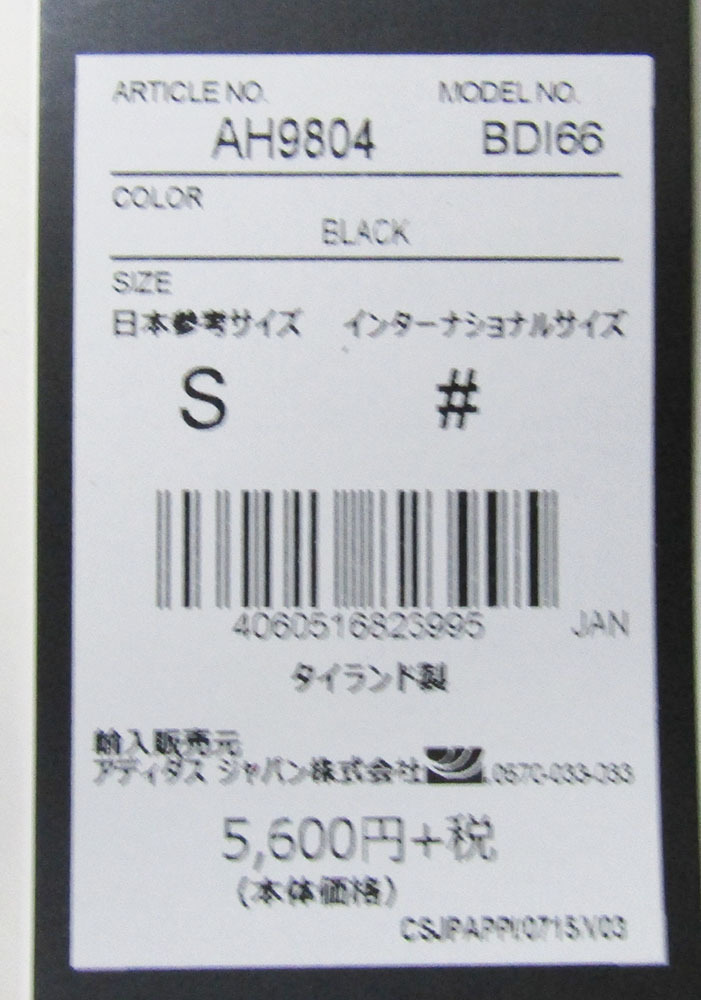 ARTICLE NO. MODEL NO.
AH9804 BDI66
COLOR
BLACK
SIZE
日本参考サイズ インターナショナルサイズ
S #
4060516823995 JAN
タイランド製
輸入販売元
アディダス ジャパン株式会社 0570-033-033
5,600円+税
(本体価格)
CSJPAPPI/0715/V03